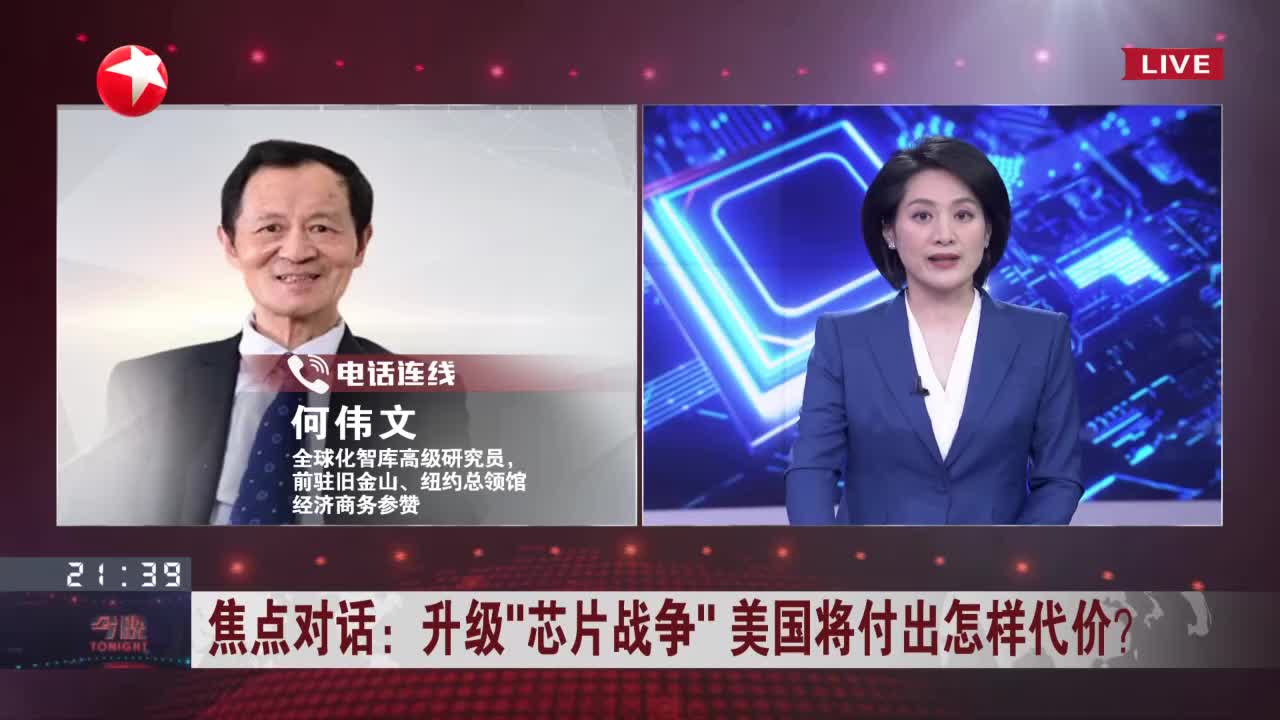 LIVE
电话连线
何伟文
全球化智库高级研究员，
前驻旧金山、纽约总领馆
经济商务参赞
21:39
今晚
TONIGHT
焦点对话：升级"芯片战争" 美国将付出怎样代价？